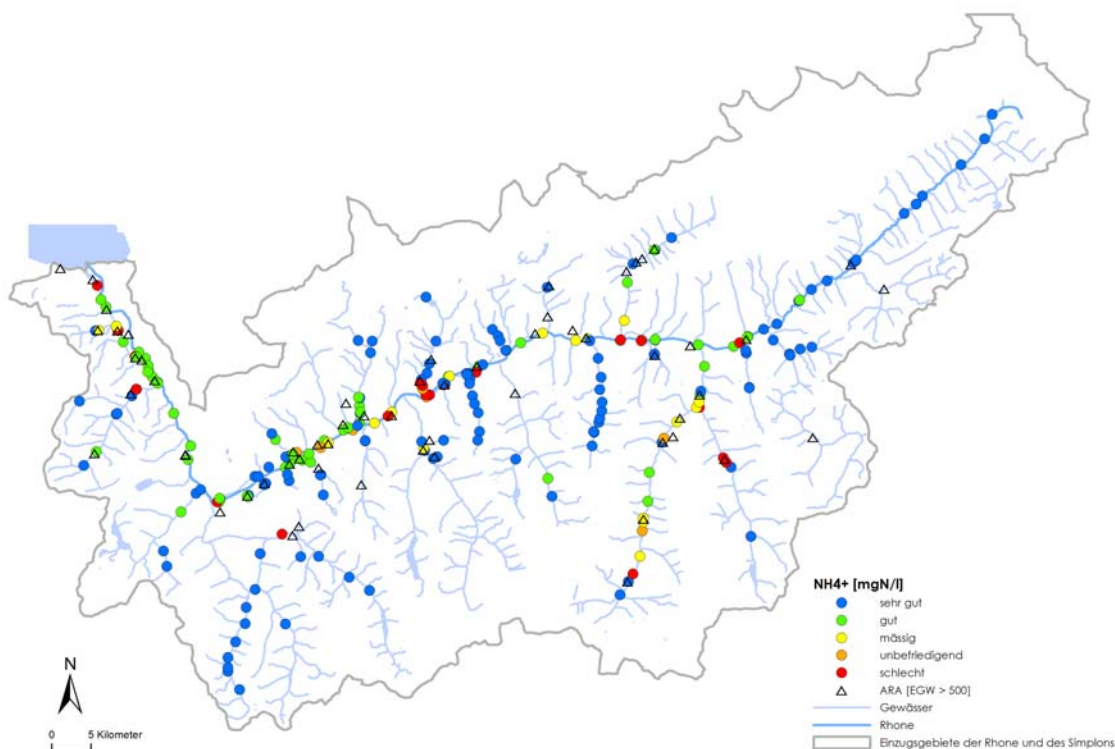 NH4+ [mgN/l]
sehr gut
gut
mässig
unbefriedigend
schlecht
ARA [EGW > 500]
Gewässer
Rhone
Einzugsgebiete der Rhone und des Simplons
N
0 5 Kilometer